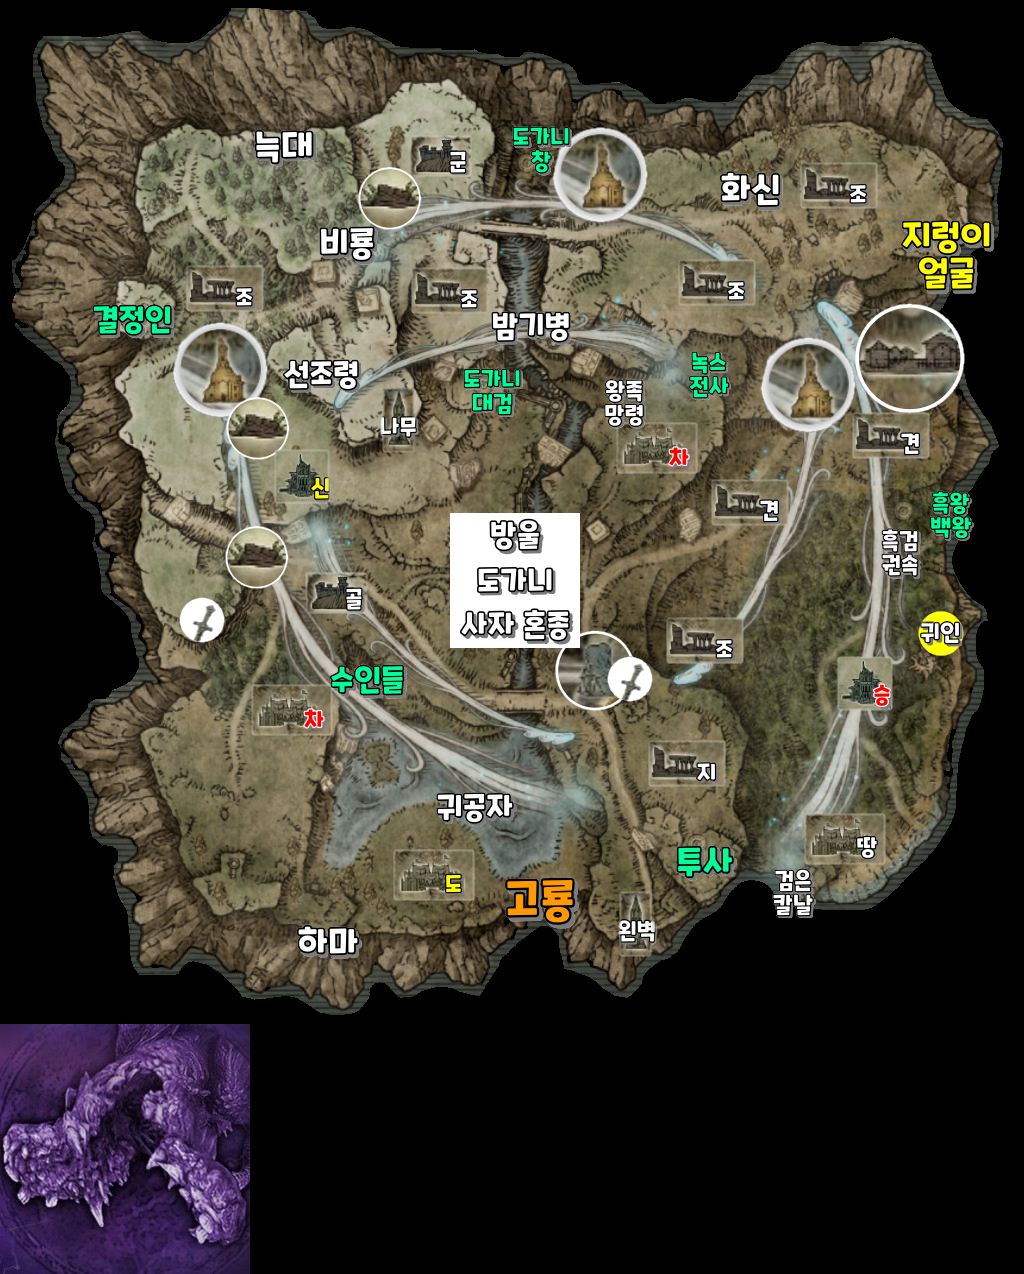 늑대
군
도가니
창
화신
조
비룡
지렁이
얼굴
조
조
조
결정인
밤기병
선조령
도가니
대검
녹스
전사
왕족
망령
나무
차
견
신
견
흑왕
백왕
방울
도가니
사자 혼종
흑검
권속
골
귀인
조
수인들
승
차
지
귀공자
땅
투사
도
고룡
검은
칼날
왼벽
하마